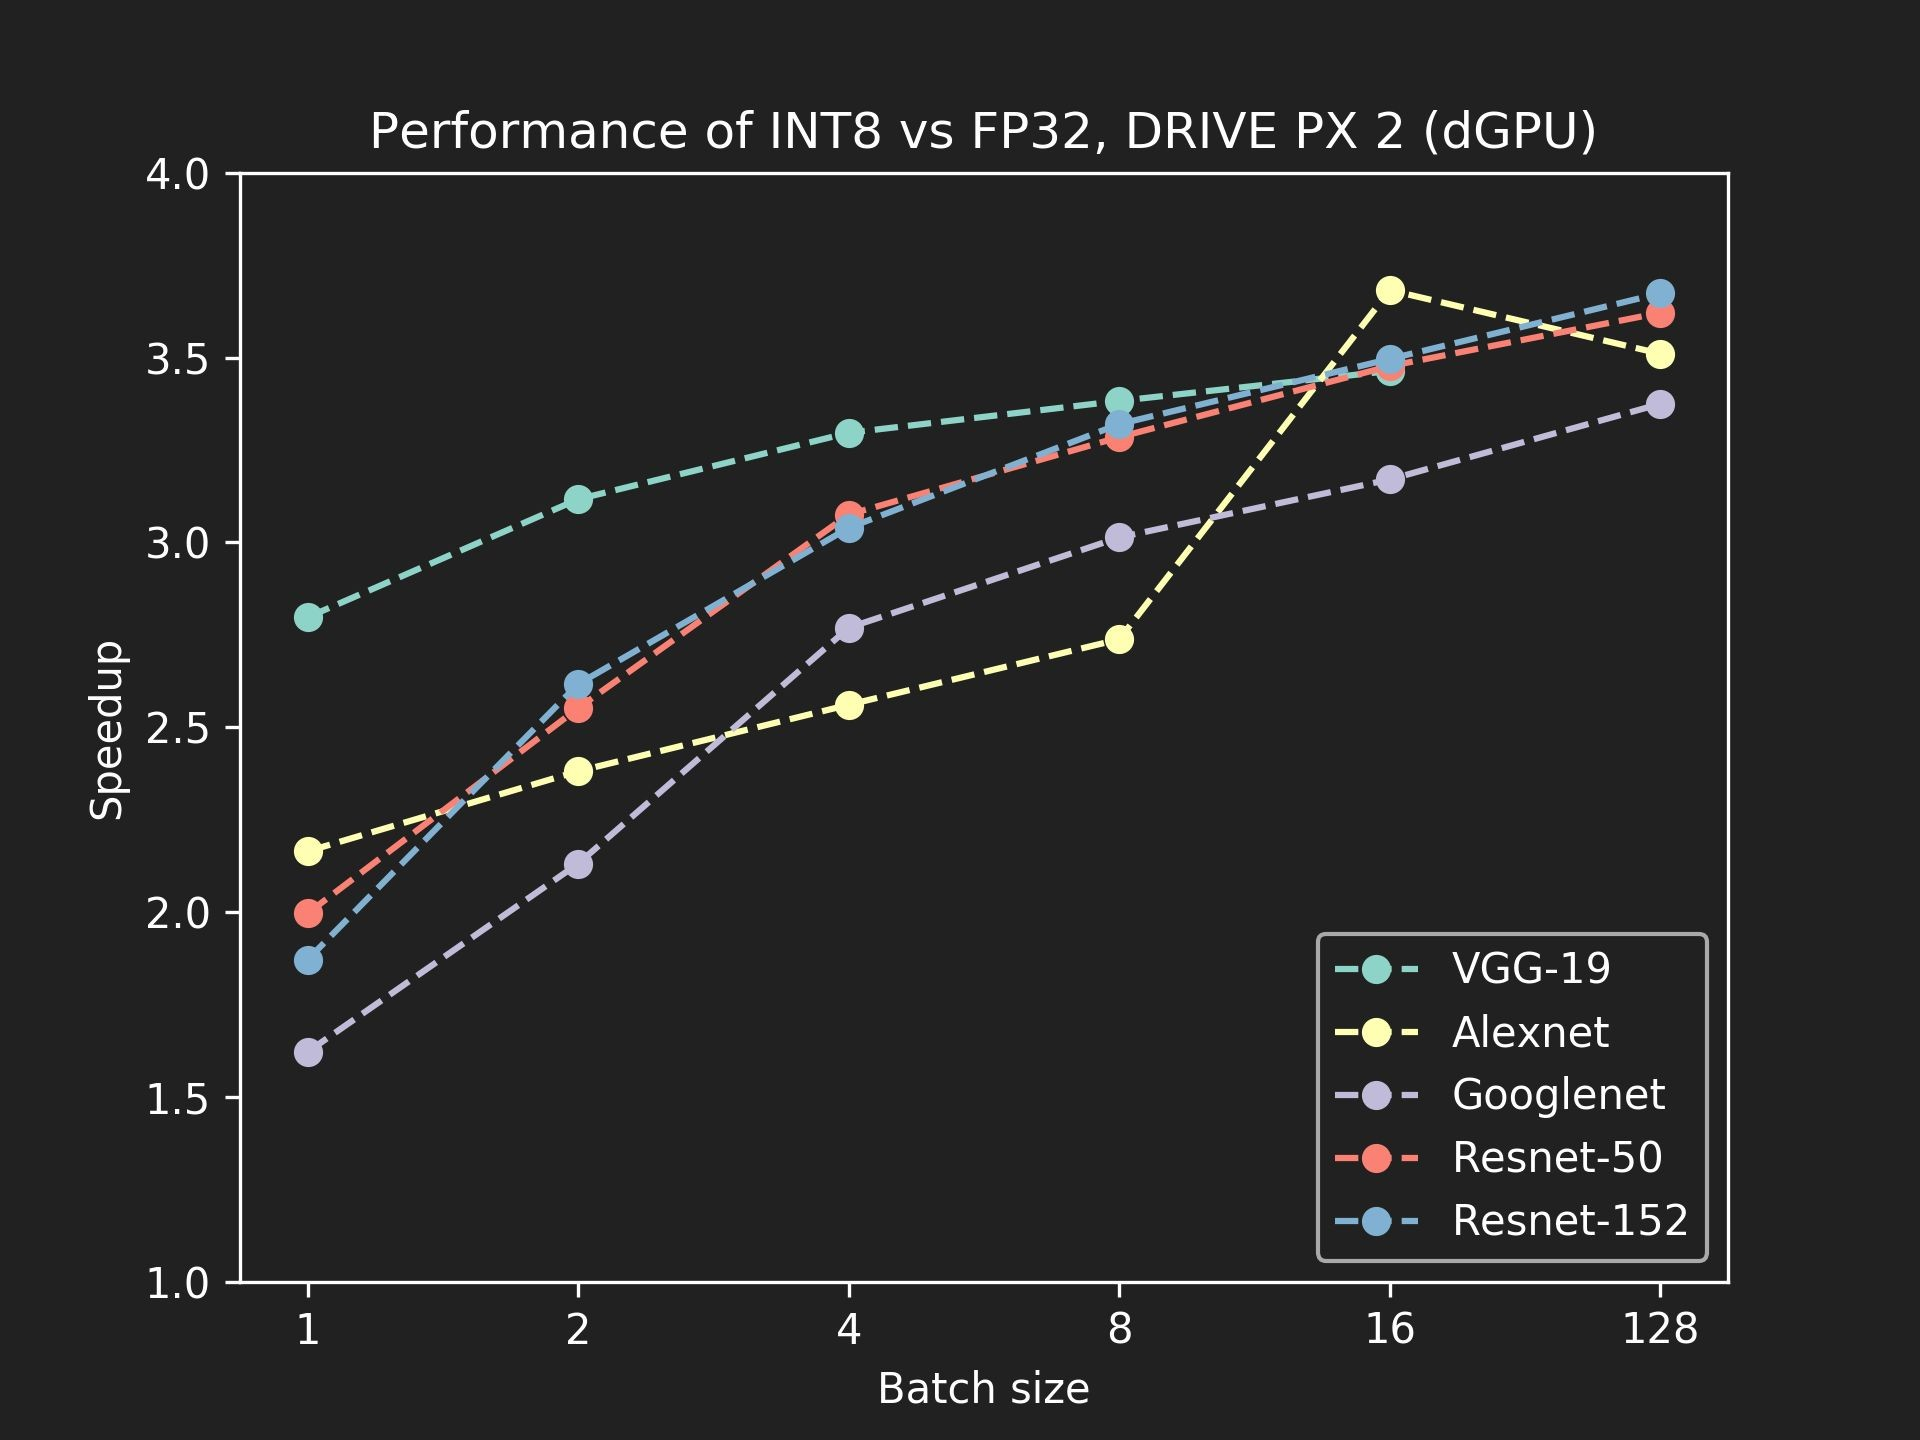 Performance of INT8 vs FP32, DRIVE PX 2 (dGPU)
4.0
3.5
3.0
2.5
2.0
1.5
1.0
Speedup
1 2 4 8 16 128
Batch size
VGG-19
Alexnet
Googlenet
Resnet-50
Resnet-152